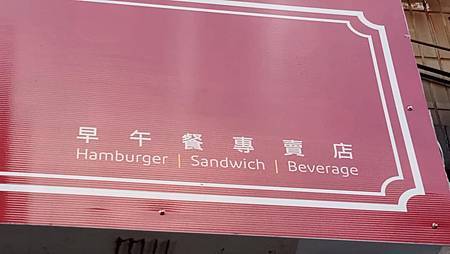 早午餐專賣店
Hamburger | Sandwich | Beverage